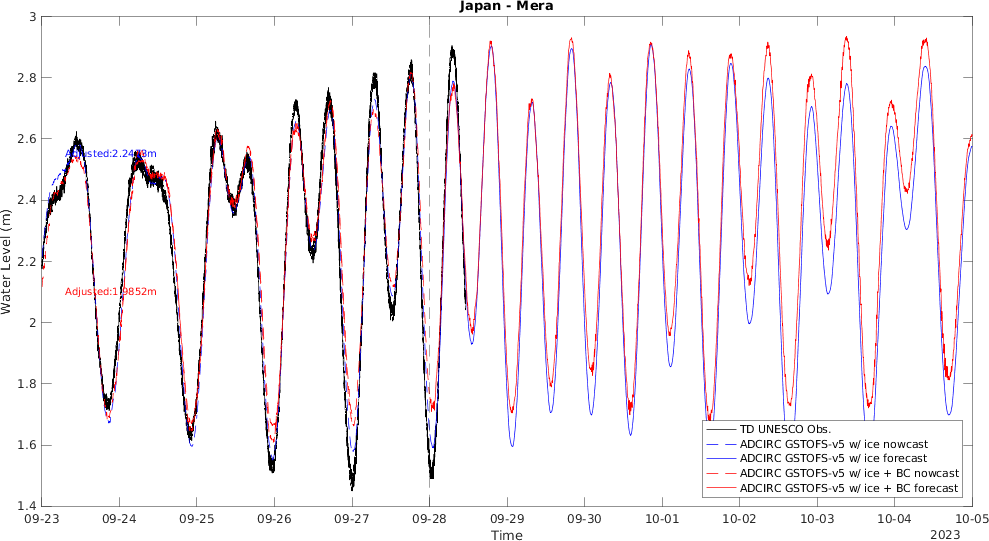 Japan - Mera
3
2.8
2.6
2.4
2.2
2
1.8
1.6
1.4
Water Level (m)
Adjusted:1.9852m
TD UNESCO Obs.
ADCIRC GSTOFS-v5 w/ ice nowcast
ADCIRC GSTOFS-v5 w/ ice forecast
ADCIRC GSTOFS-v5 w/ ice + BC nowcast
ADCIRC GSTOFS-v5 w/ ice + BC forecast
09-23 09-24 09-25 09-26 09-27 09-28 09-29 09-30 10-01 10-02 10-03 10-04 10-05
Time
2023